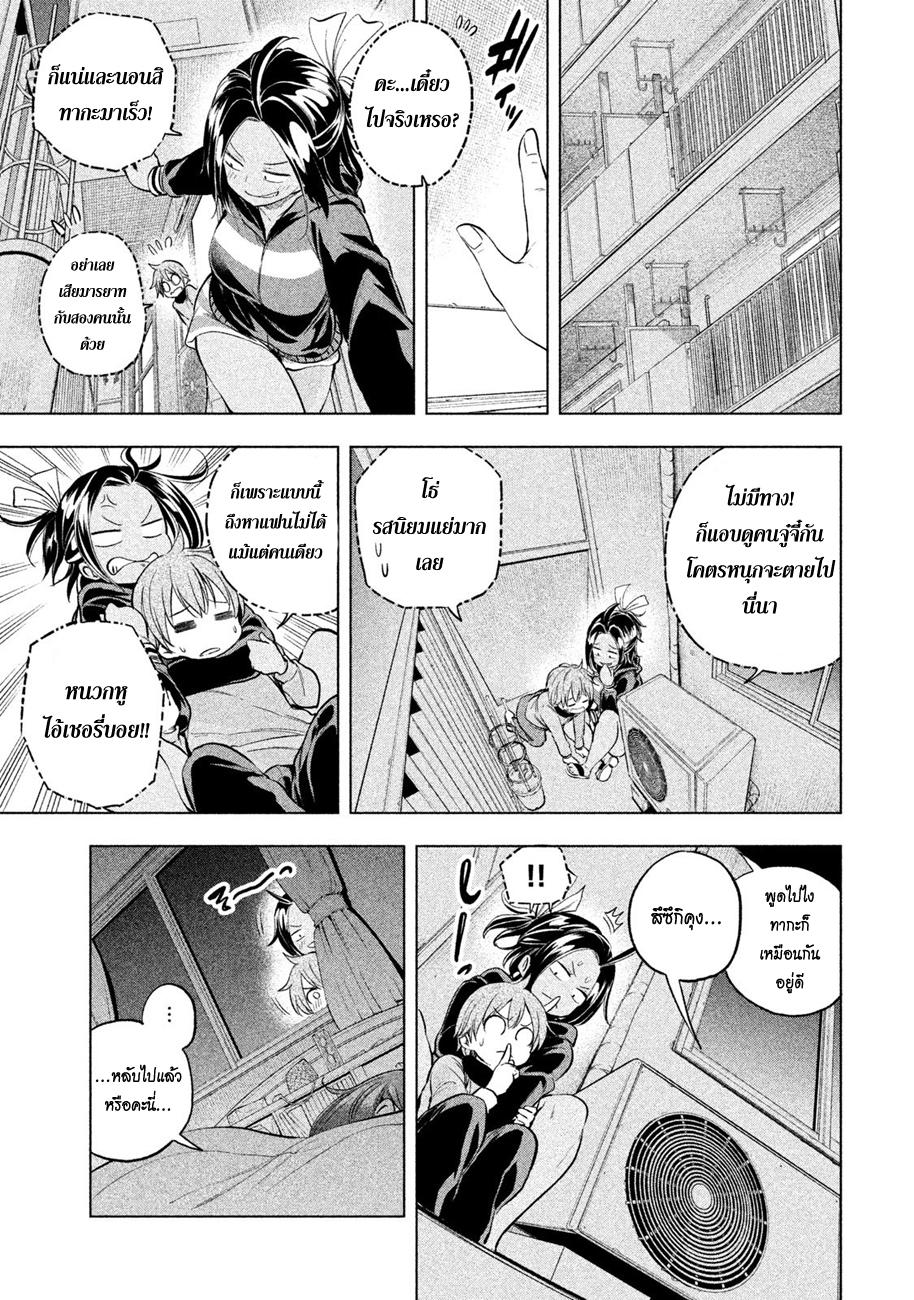 ดะ...เดี๋ยว
ไปจริงเหรอ?
ก็แน่และนอนสิ
ทากะมาเร็ว!
อย่าเลย
เสียมารยาท
กับสองคนนั้น
ด้วย
ไม่มีทาง!
ก็แอบดูคนจู๋จี๋กัน
โคตรหนุกจะตายไป
นี่นา
โธ่
รสนิยมแย่มาก
เลย
ก็เพราะแบบนี้
ถึงหาแฟนไม่ได้
แม้แต่คนเดียว
หนวกหู
ไอ้เชอรี่บอย!!
พูดไปไง
ทากะก็
เหมือนกัน
อยู่ดี
สึซึกิคุง...
!!
...
...หลับไปแล้ว
หรือคะนี่...